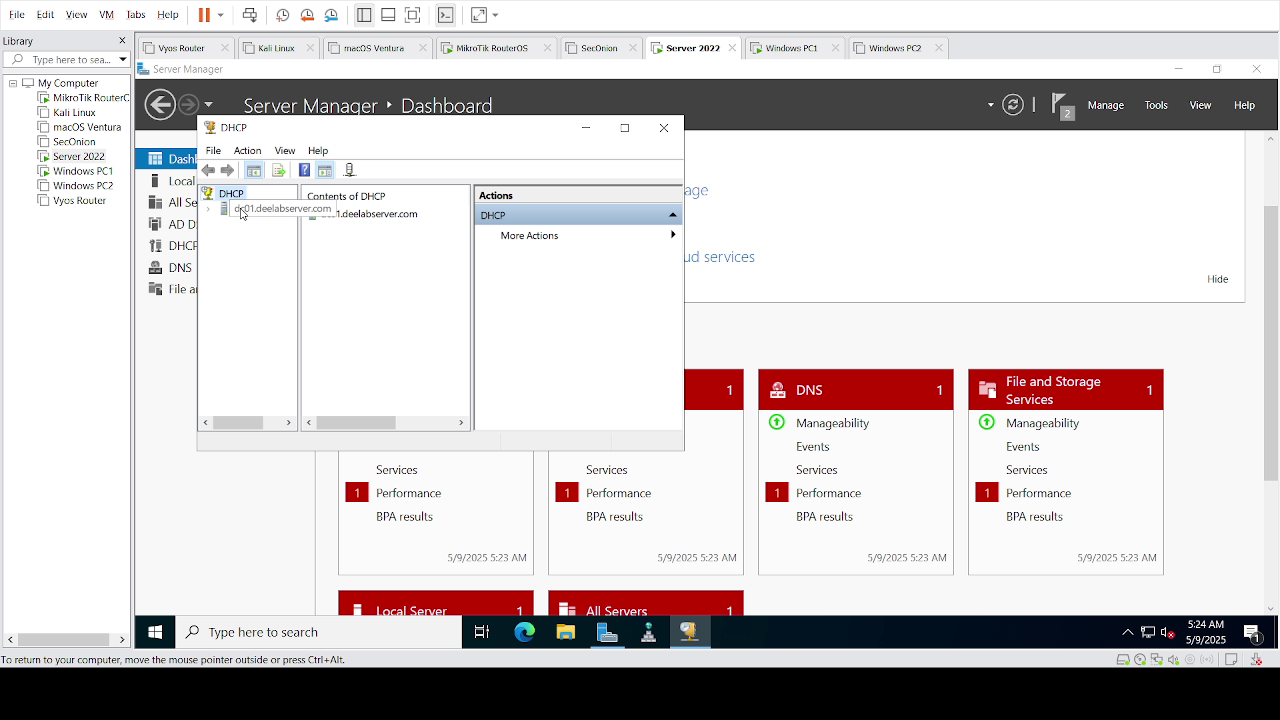 File Edit View VM Tabs Help
Library
Type here to sea...
My Computer
MikroTik RouterO
Kali Linux
macOS Ventura
SecOnion
Server 2022
Windows PC1
Windows PC2
Vyos Router
Vyos Router
Kali Linux
macOS Ventura
MikroTik RouterOS
SecOnion
Server 2022
Windows PC1
Windows PC2
Server Manager
Server Manager
Dashboard
2
Manage Tools View Help
Dashl
Local
All Se
AD D
DHCP
DNS
File an
DHCP
File Action View Help
DHCP
dc01.deelabserver.com
Contents of DHCP
dc01.deelabserver.com
Actions
DHCP
More Actions
age
ud services
Hide
Services
1 Performance
BPA results
5/9/2025 5:23 AM
1
Services
1 Performance
BPA results
5/9/2025 5:23 AM
DNS 1
Manageability
Events
Services
1 Performance
BPA results
5/9/2025 5:23 AM
File and Storage
Services 1
Manageability
Events
Services
1 Performance
BPA results
5/9/2025 5:23 AM
Local Server 1
All Servers 1
Type here to search
5:24 AM
5/9/2025
1
To return to your computer, move the mouse pointer outside or press Ctrl+Alt.